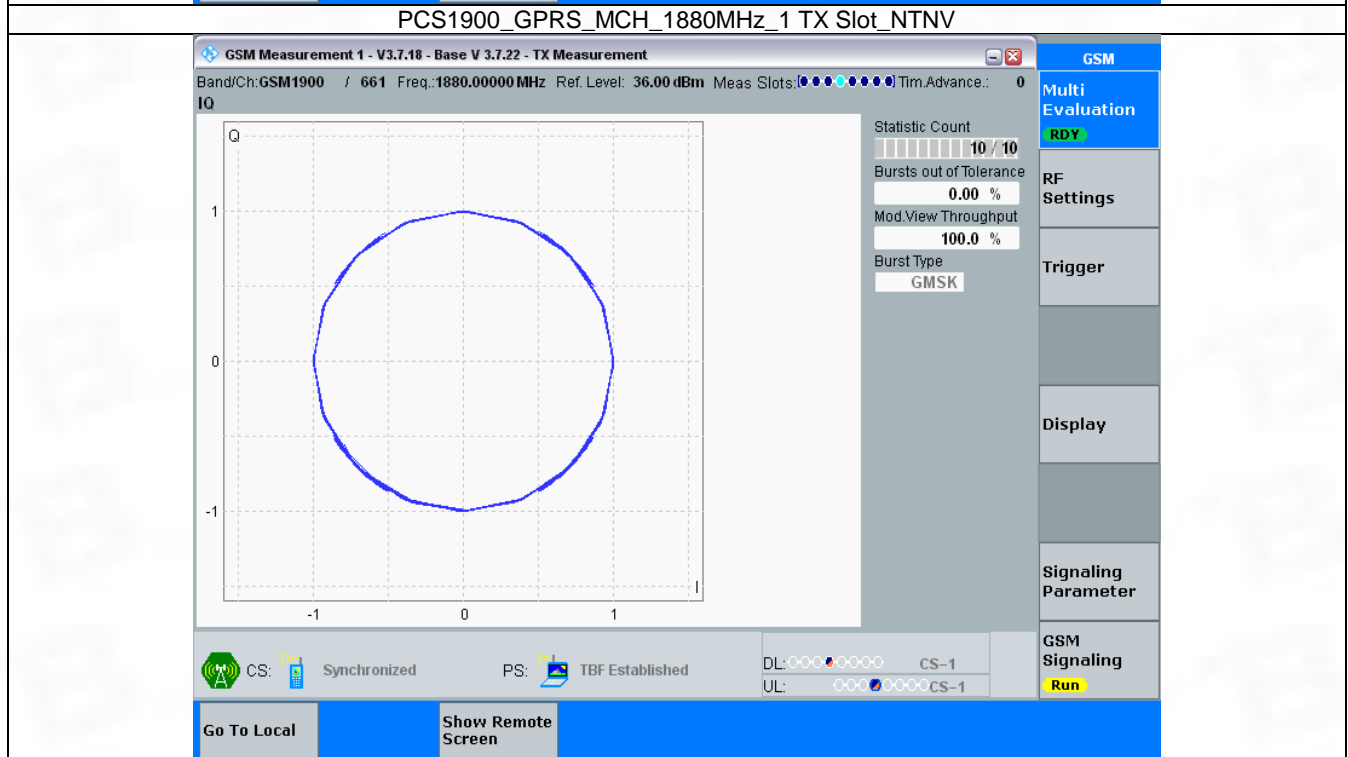 PCS1900_GPRS_MCH_1880MHz_1 TX Slot_NTNV
GSM Measurement 1 - V3.7.18 - Base V 3.7.22 - TX Measurement
Band/Ch:GSM1900 / 661 Freq.:1880.00000 MHz Ref. Level: 36.00 dBm Meas Slots: Tim.Advance.: 0
IQ
Q
1
0
-1
I
-1 0 1
Statistic Count
10 / 10
Bursts out of Tolerance
0.00 %
Mod.View Throughput
100.0 %
Burst Type
GMSK
GSM
Multi
Evaluation
RDY
RF
Settings
Trigger
Display
Signaling
Parameter
GSM
Signaling
Run
CS: Synchronized PS: TBF Established DL: CS-1
UL: CS-1
Go To Local
Show Remote
Screen